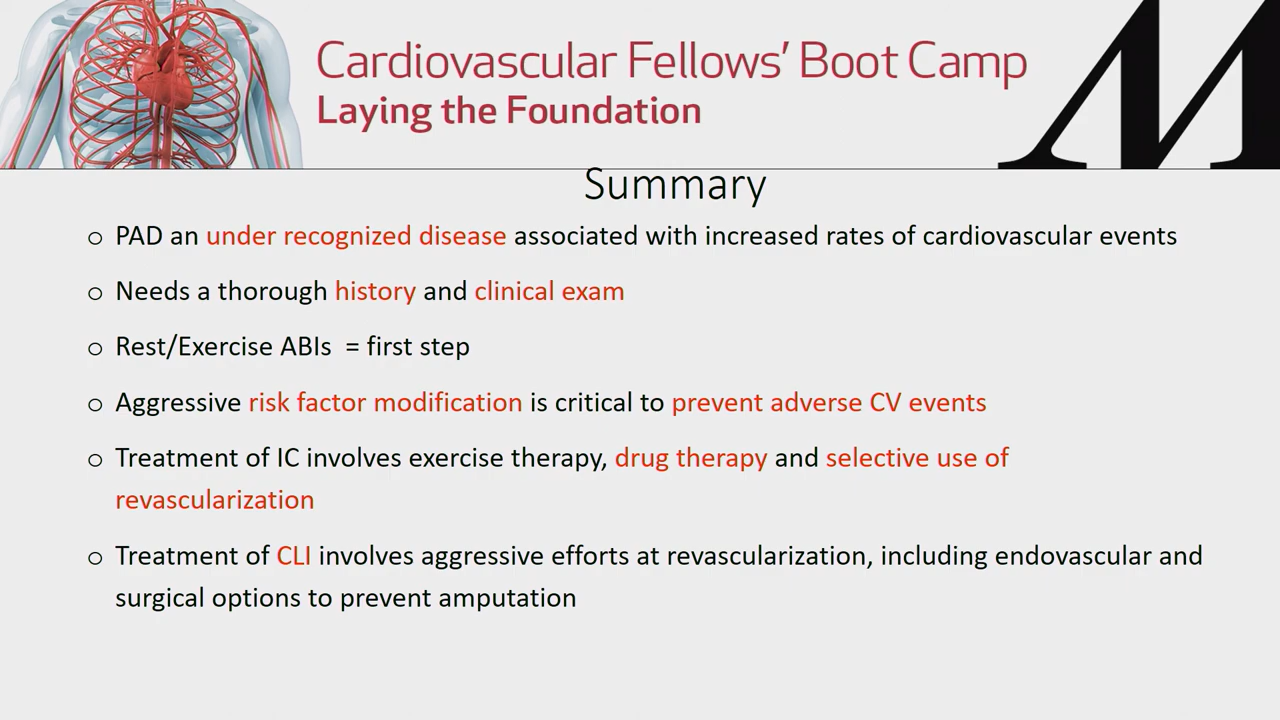 Cardiovascular Fellows' Boot Camp
Laying the Foundation
M
Summary
o PAD an under recognized disease associated with increased rates of cardiovascular events
o Needs a thorough history and clinical exam
o Rest/Exercise ABIs = first step
o Aggressive risk factor modification is critical to prevent adverse CV events
o Treatment of IC involves exercise therapy, drug therapy and selective use of
revascularization
o Treatment of CLI involves aggressive efforts at revascularization, including endovascular and
surgical options to prevent amputation